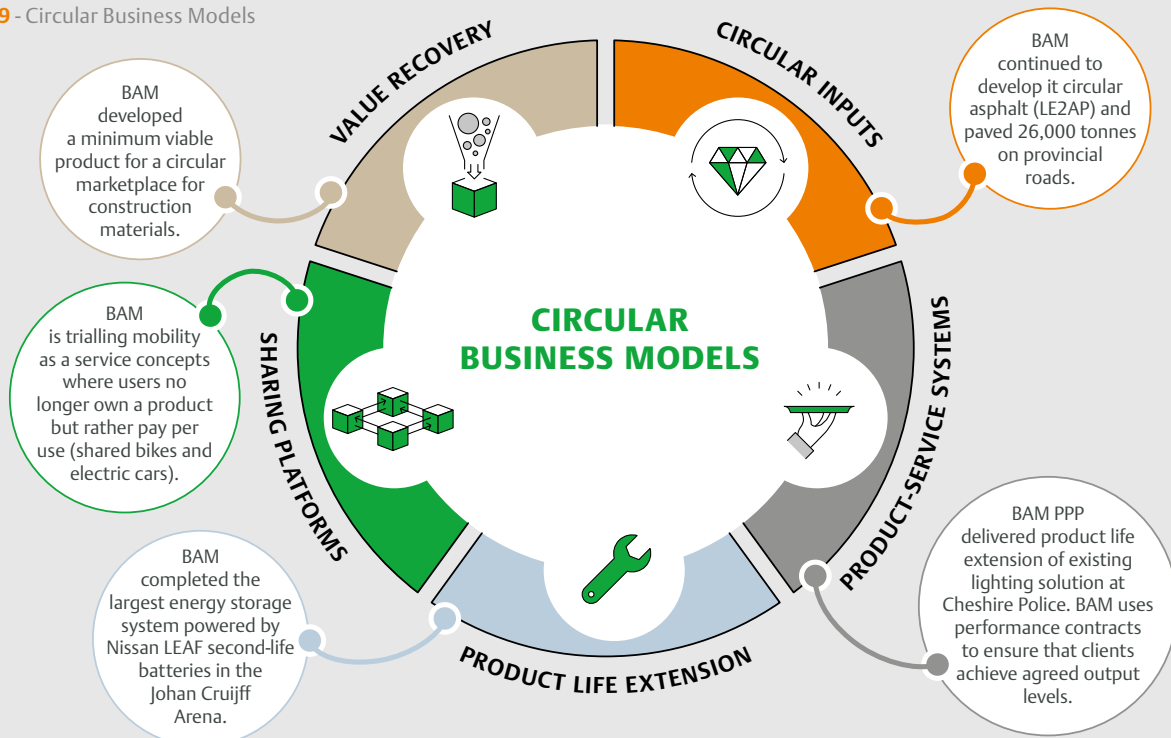 9 - Circular Business Models
VALUE RECOVERY
CIRCULAR INPUTS
BAM
developed
a minimum viable
product for a circular
marketplace for
construction
materials.
BAM
continued to
develop it circular
asphalt (LE2AP) and
paved 26,000 tonnes
on provincial
roads.
CIRCULAR
BUSINESS MODELS
BAM
is trialling mobility
as a service concepts
where users no
longer own a product
but rather pay per
use (shared bikes and
electric cars).
SHARING PLATFORMS
PRODUCT-SERVICE SYSTEMS
BAM
completed the
largest energy storage
system powered by
Nissan LEAF second-life
batteries in the
Johan Cruijff
Arena.
PRODUCT LIFE EXTENSION
BAM PPP
delivered product life
extension of existing
lighting solution at
Cheshire Police. BAM uses
performance contracts
to ensure that clients
achieve agreed output
levels.